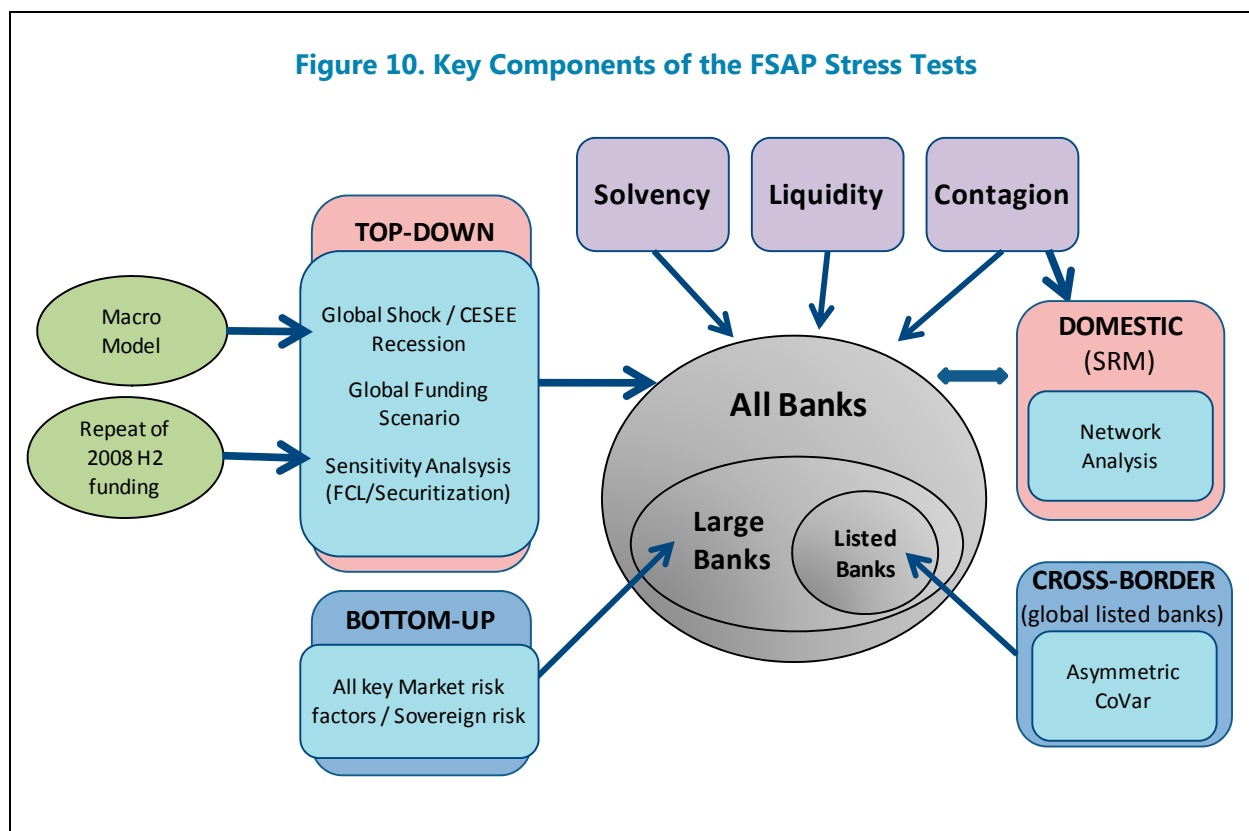 Figure 10. Key Components of the FSAP Stress Tests
Solvency
Liquidity
Contagion
TOP-DOWN
Global Shock / CESEE
Recession
Global Funding
Scenario
Sensitivity Analsysis
(FCL/Securitization)
Macro
Model
Repeat of
2008 H2
funding
All Banks
Large
Banks
Listed
Banks
DOMESTIC
(SRM)
Network
Analysis
BOTTOM-UP
All key Market risk
factors / Sovereign risk
CROSS-BORDER
(global listed banks)
Asymmetric
CoVar